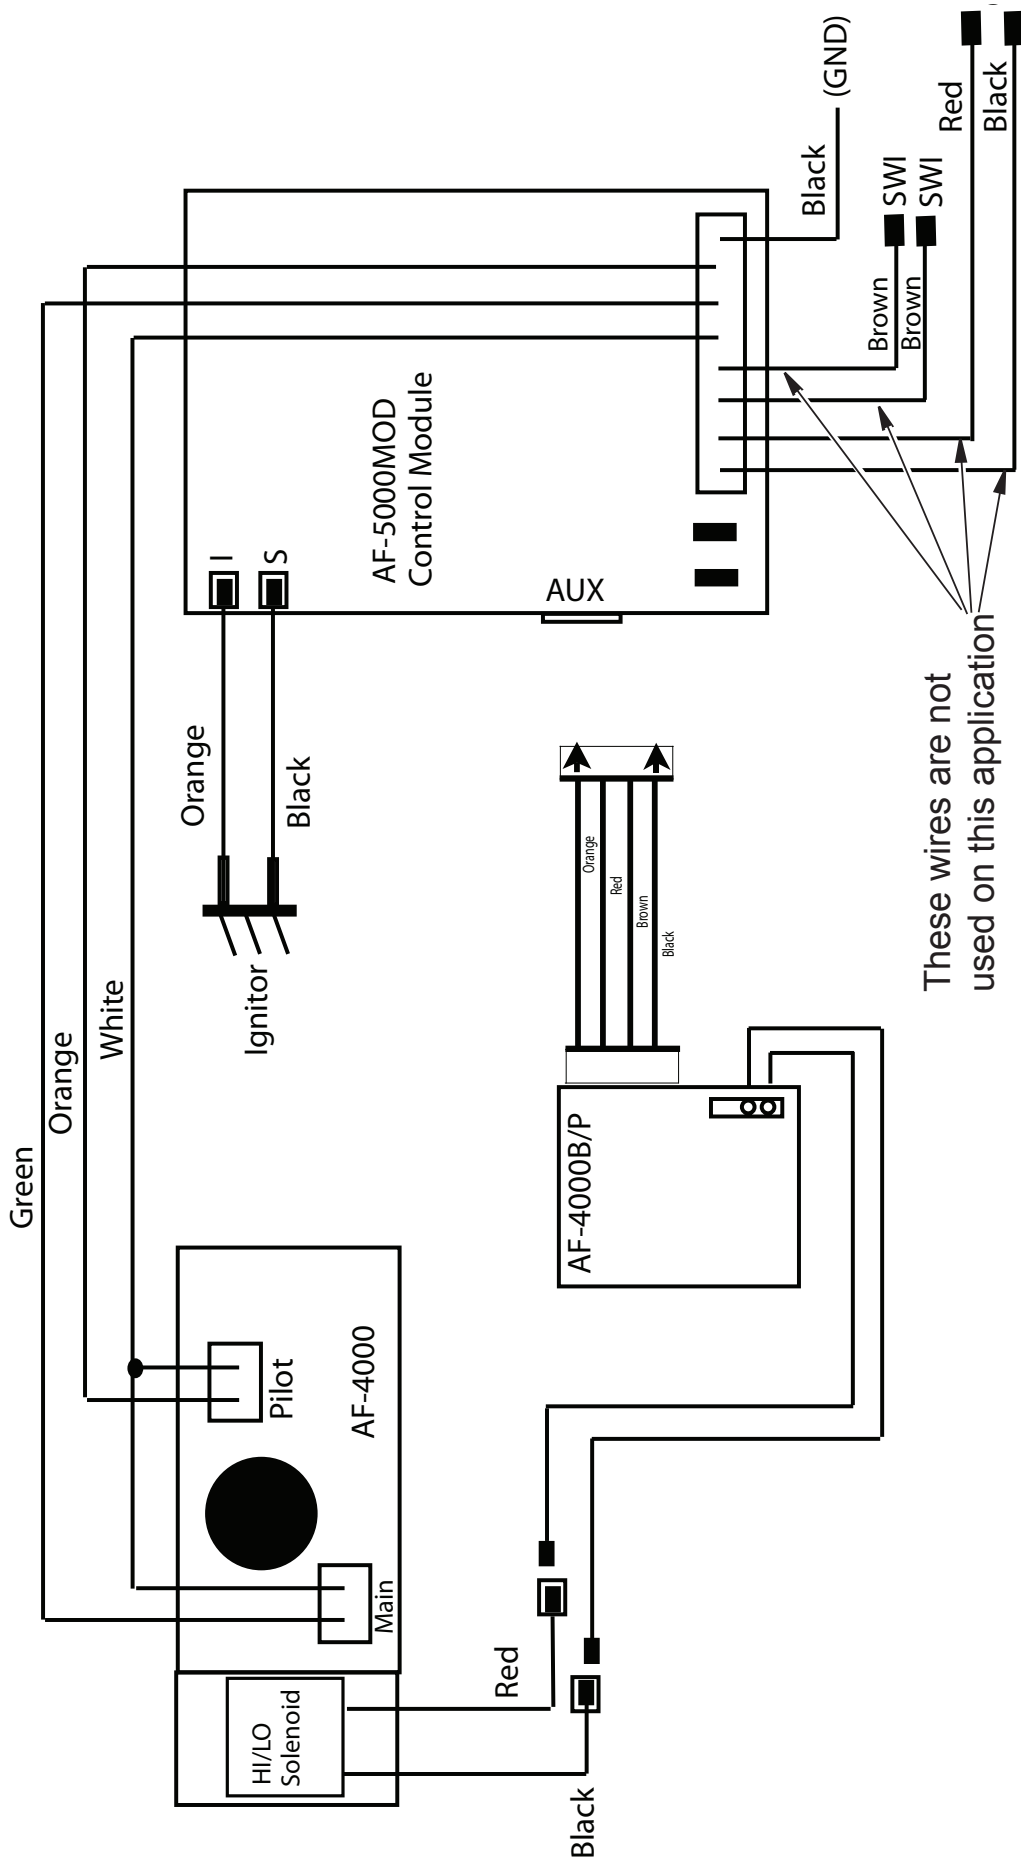 Green
Orange
White
Orange
Black
Ignitor
I
S
AF-5000MOD
Control Module
AUX
Black
(GND)
Brown
SWI
Brown
SWI
Red
Black
Pilot
AF-4000
Main
HI/LO
Solenoid
Red
Black
AF-4000B/P
Orange
Red
Brown
Black
These wires are not
used on this application